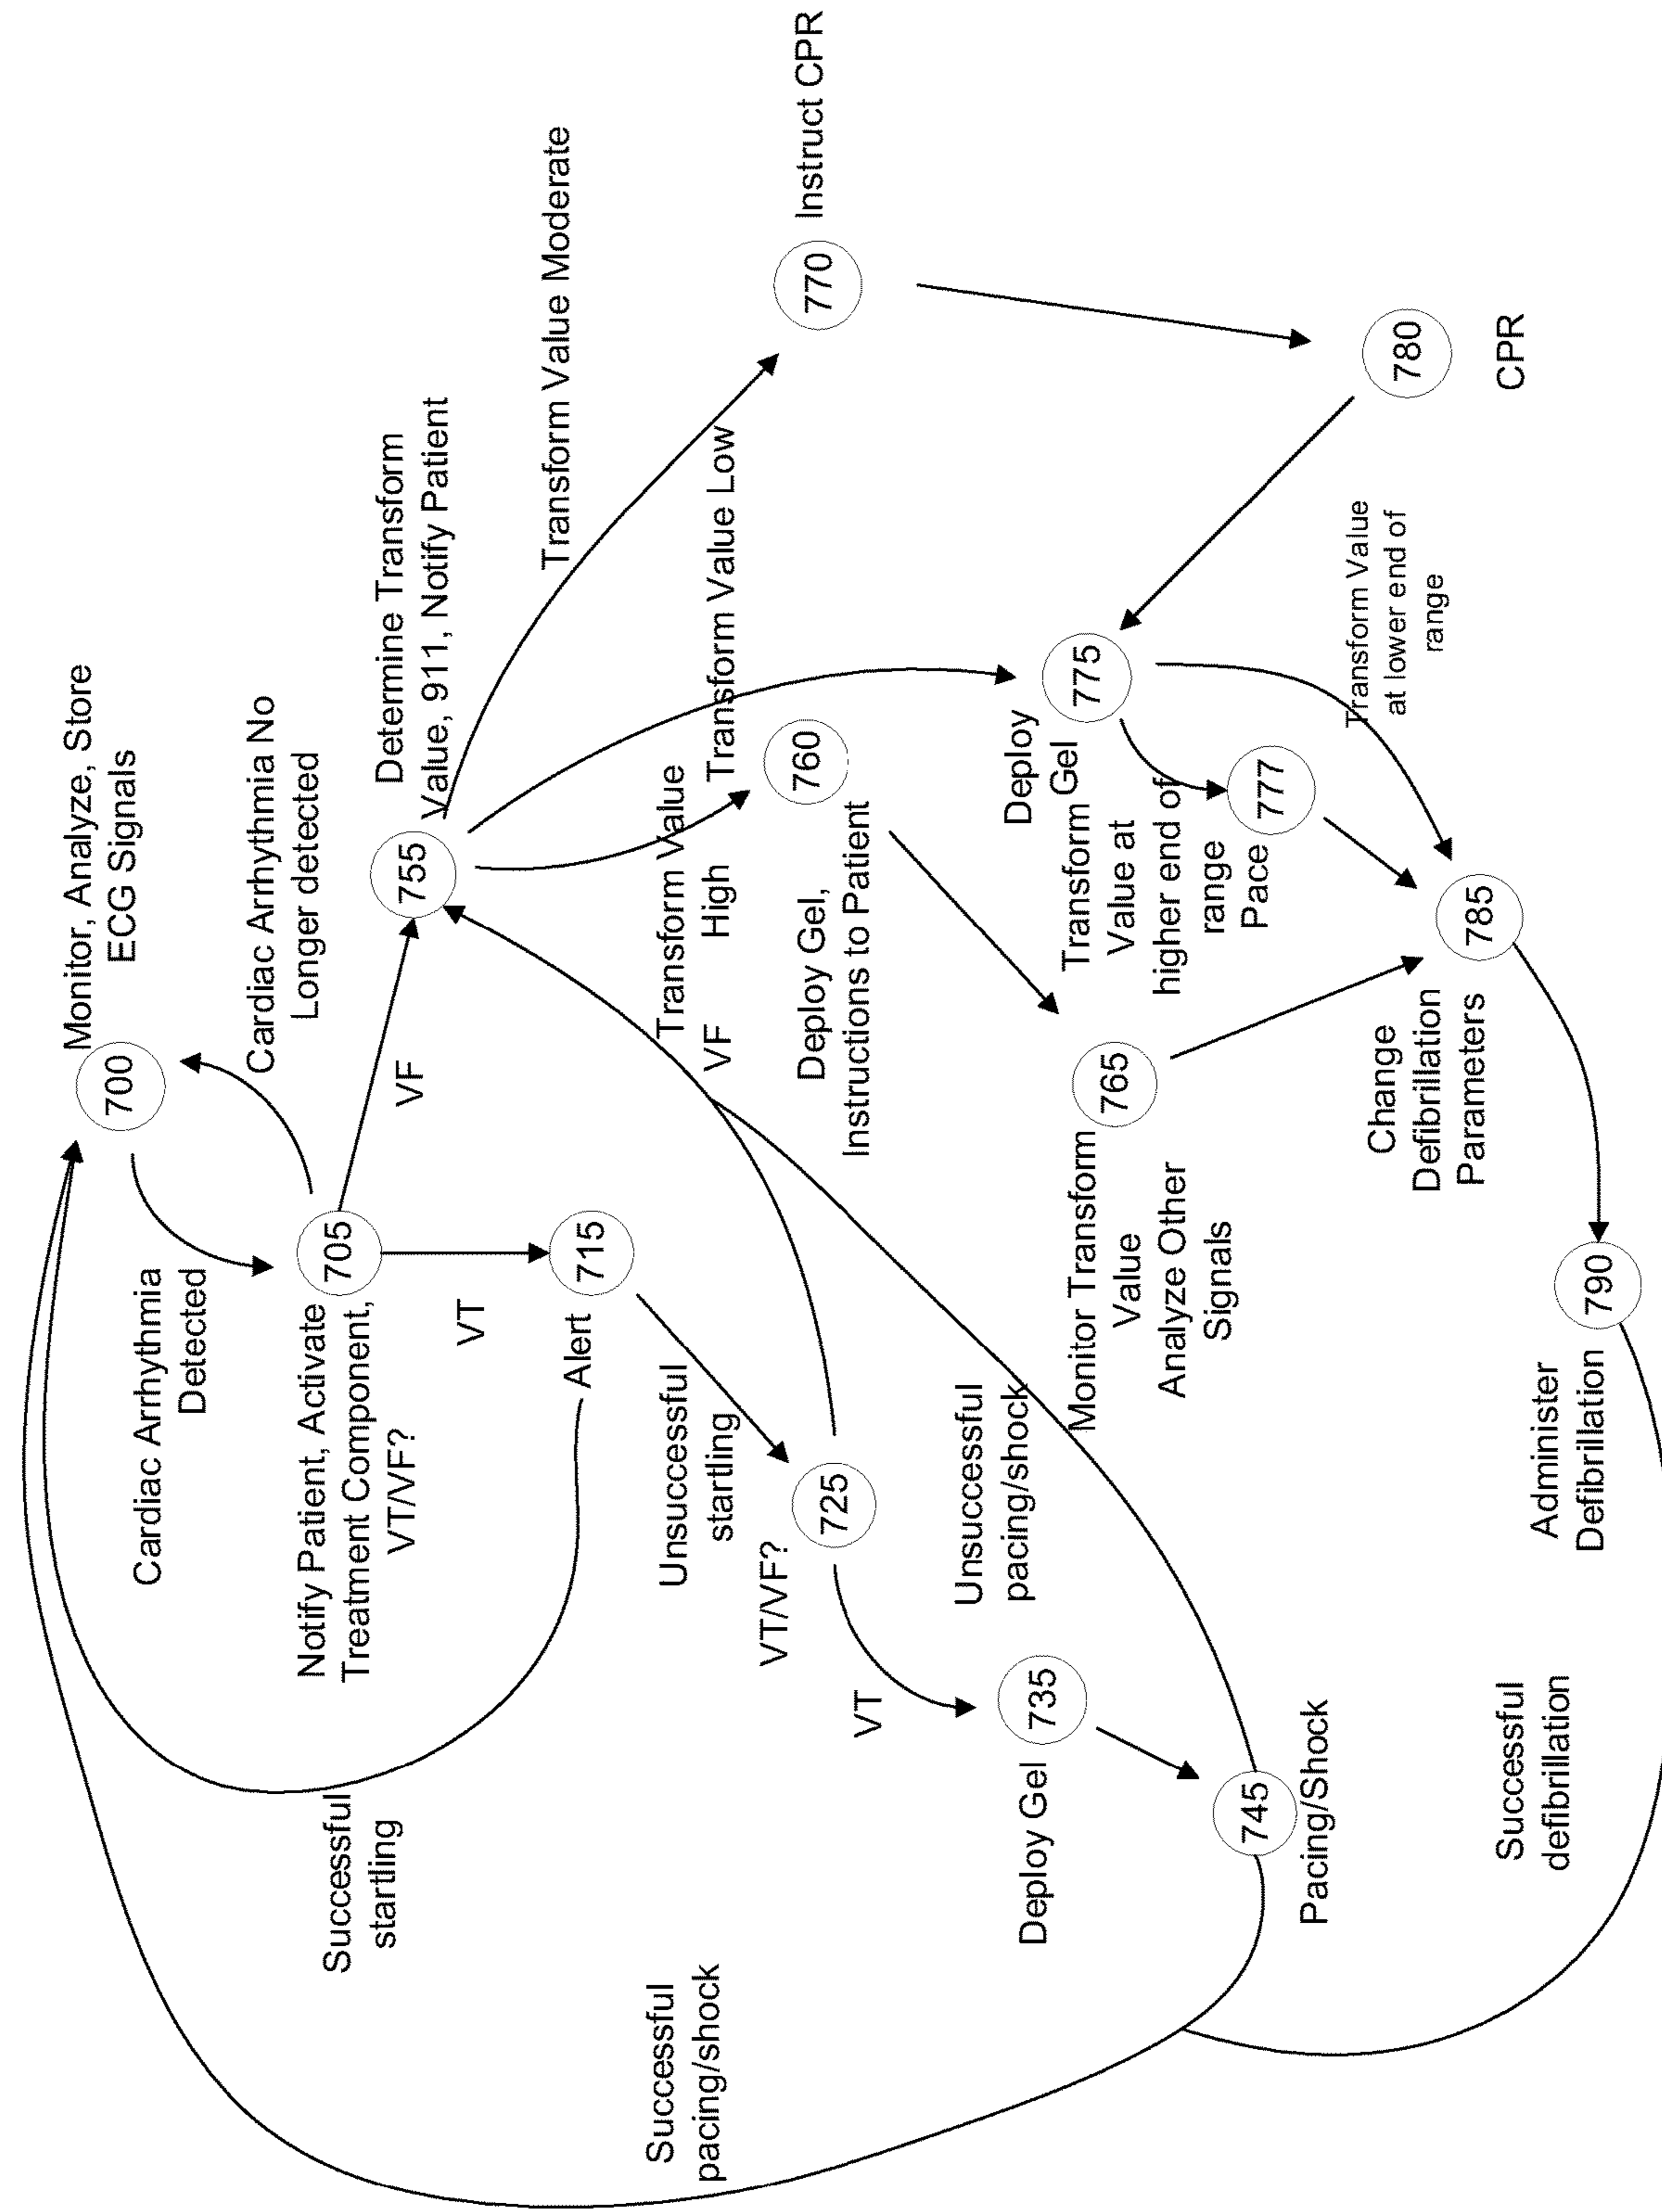 Monitor, Analyze, Store
ECG Signals
700
Cardiac Arrhythmia No
Longer detected
Cardiac Arrhythmia
Detected
705
Notify Patient, Activate
Treatment Component,
VT/VF?
VF
VT
Determine Transform
Value, 911, Notify Patient
755
Transform Value Moderate
770
Instruct CPR
715
Alert
Successful
startling
Unsuccessful
startling
725
VT/VF?
VF
Transform Value
High
Transform Value Low
760
Deploy Gel,
Instructions to Patient
VT
735
Deploy Gel
Unsuccessful
pacing/shock
745
Pacing/Shock
Successful
pacing/shock
765
Monitor Transform
Value
Analyze Other
Signals
775
Deploy
Gel
Transform
Value at
higher end of
range
777
Pace
780
CPR
Transform Value
at lower end of
range
785
Change
Defibrillation
Parameters
790
Administer
Defibrillation
Successful
defibrillation